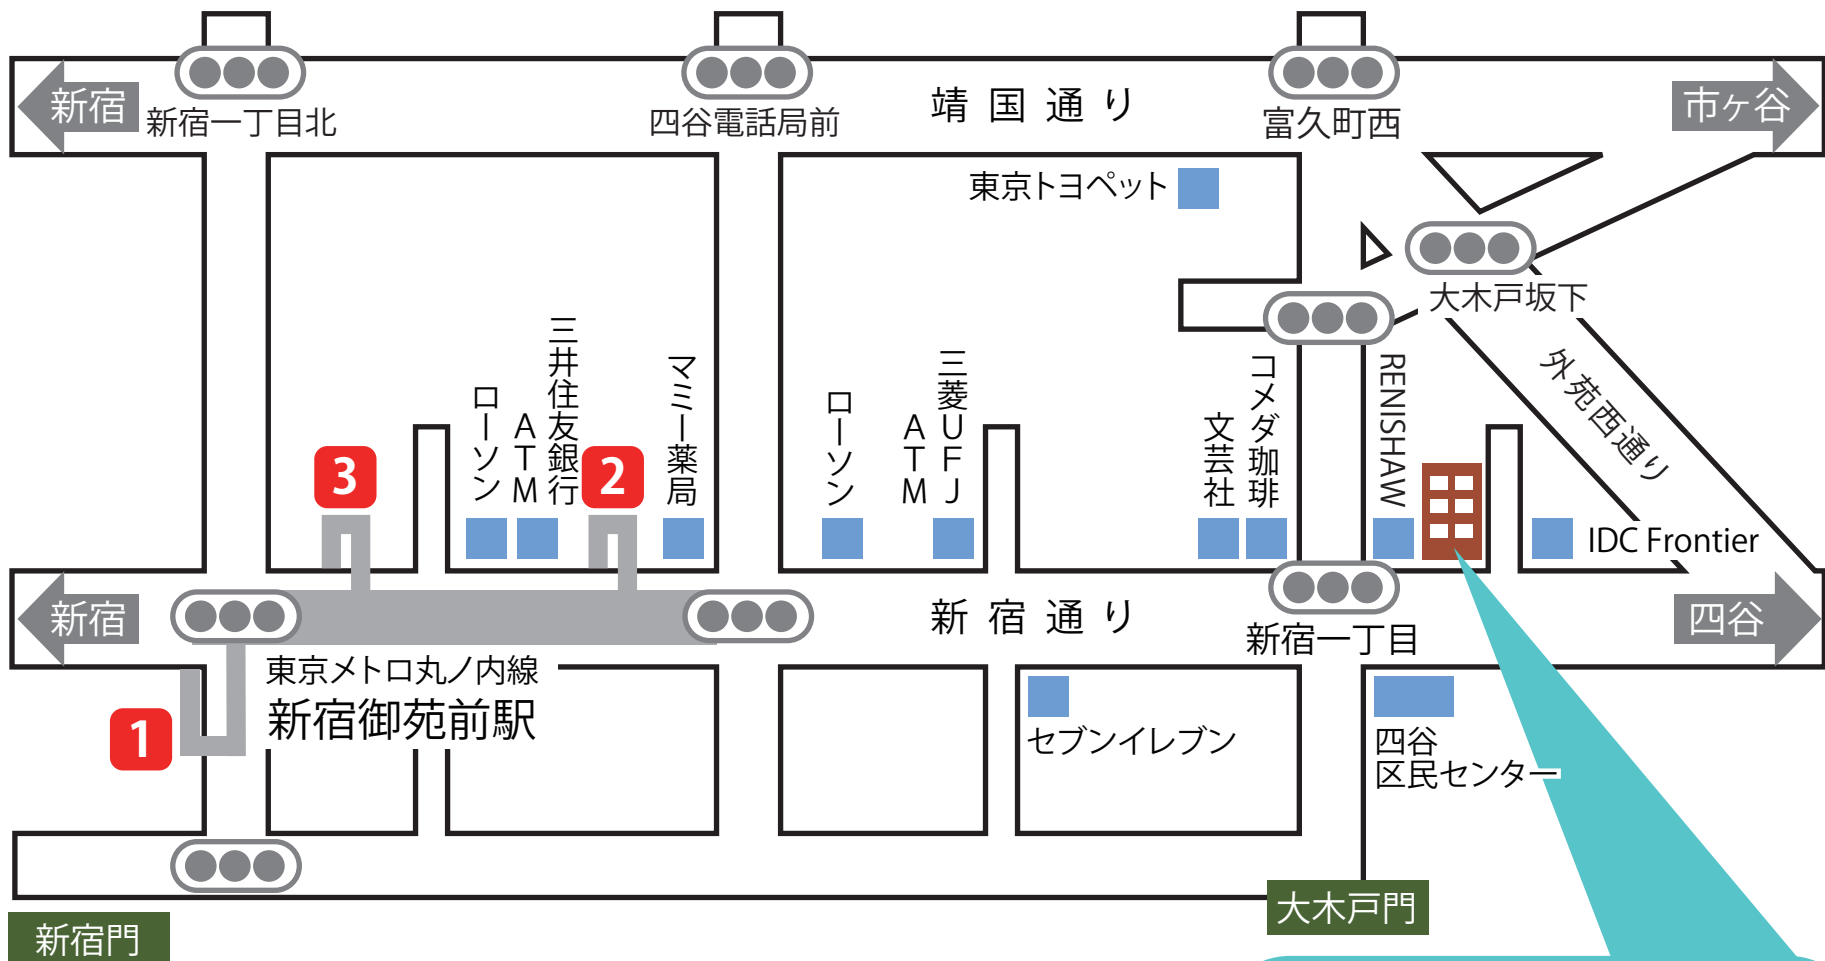 新宿
新宿一丁目北
四谷電話局前
靖国通り
富久町西
市ヶ谷
東京トヨペット
大木戸坂下
外苑西通り
ローソン
三井住友銀行
ATM
マミー薬局
ローソン
三菱UFJ
ATM
文芸社
コメダ珈琲
RENISHAW
3
2
IDC Frontier
新宿
新宿通り
新宿一丁目
四谷
東京メトロ丸ノ内線
新宿御苑前駅
1
セブンイレブン
四谷
区民センター
大木戸門
新宿門